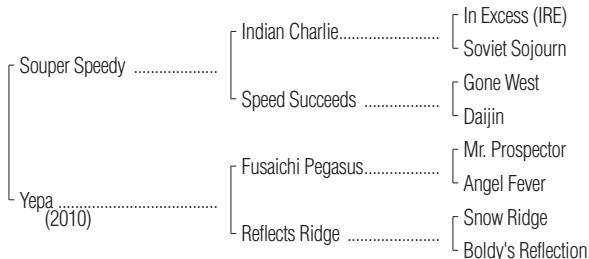 In Excess (IRE)
Indian Charlie....................
Soviet Sojourn
Souper Speedy .................
Gone West
Speed Succeeds ...............
Daijin
Mr. Prospector
Fusaichi Pegasus...............
Angel Fever
Yepa ................................
(2010)
Snow Ridge
Reflects Ridge ..................
Boldy's Reflection